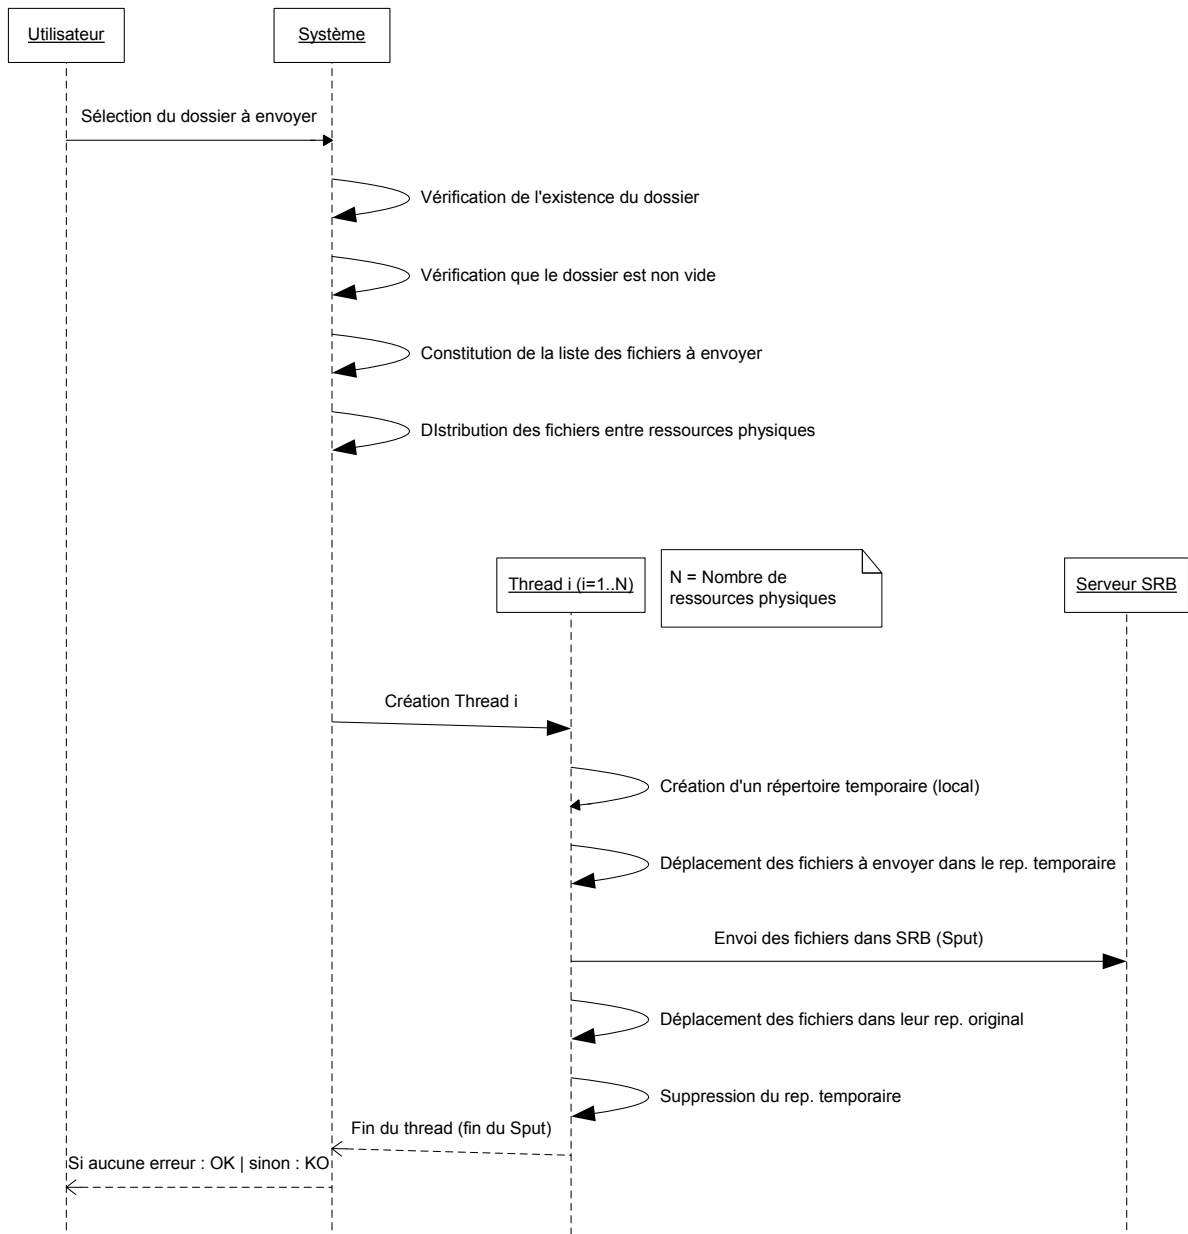 Utilisateur
Système
Sélection du dossier à envoyer
Vérification de l'existence du dossier
Vérification que le dossier est non vide
Constitution de la liste des fichiers à envoyer
DIstribution des fichiers entre ressources physiques
Thread i (i=1..N)
N = Nombre de
ressources physiques
Serveur SRB
Création Thread i
Création d'un répertoire temporaire (local)
Déplacement des fichiers à envoyer dans le rep. temporaire
Envoi des fichiers dans SRB (Sput)
Déplacement des fichiers dans leur rep. original
Suppression du rep. temporaire
Fin du thread (fin du Sput)
Si aucune erreur : OK | sinon : KO